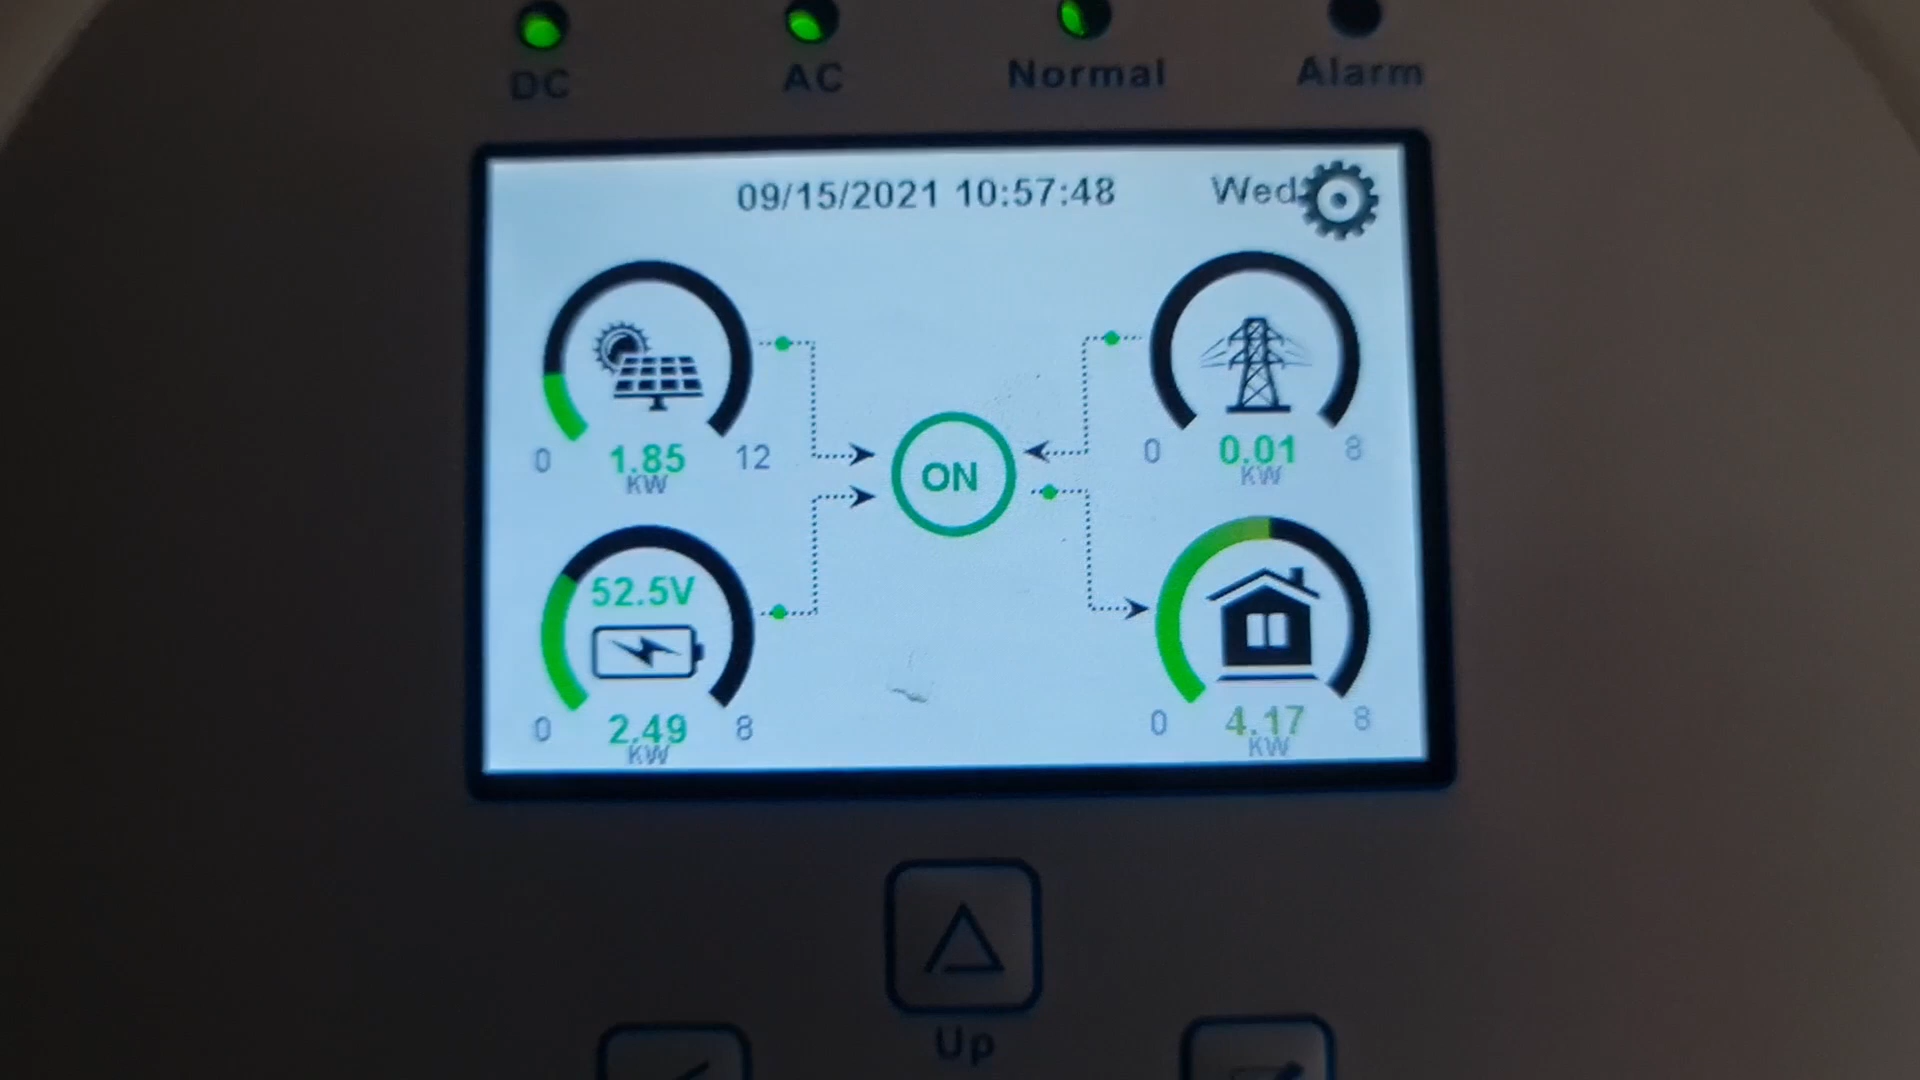 DC AC Normal Alarm
09/15/2021 10:57:48 Wed
0 1.85 12
KW
0 0.01 8
KW
ON
52.5V
0 2.49 8
KW
0 4.17 8
KW
Up